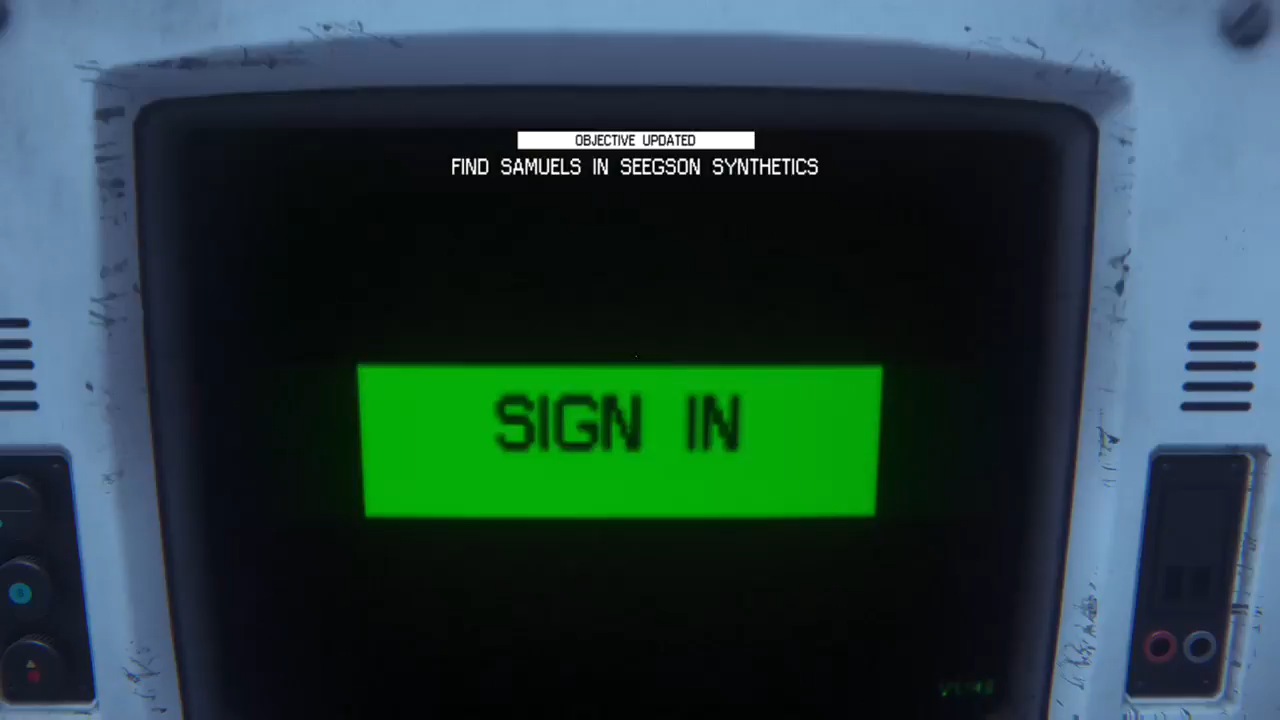 OBJECTIVE UPDATED
FIND SAMUELS IN SEEGSON SYNTHETICS
SIGN IN